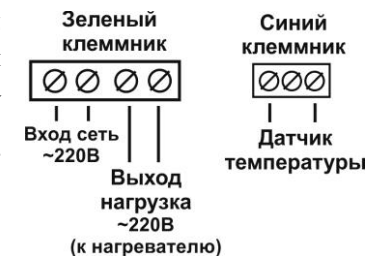 Зеленый
клеммник
Вход сеть
~220В
Выход
нагрузка
~220В
(к нагревателю)
Синий
клеммник
Датчик
температуры